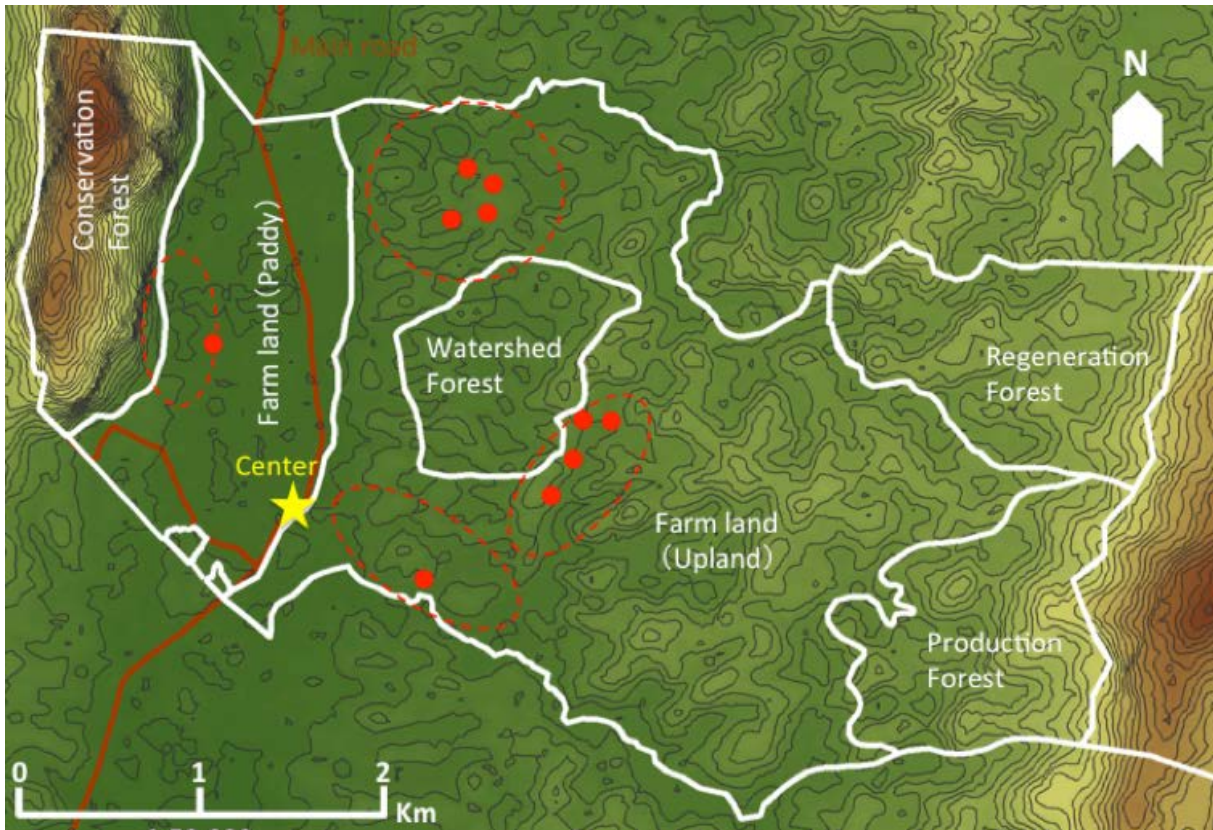 Main road
N
Conservation
Forest
Farm land (Paddy)
Watershed
Forest
Regeneration
Forest
Center
Farm land
(Upland)
Production
Forest
0 1 2
Km